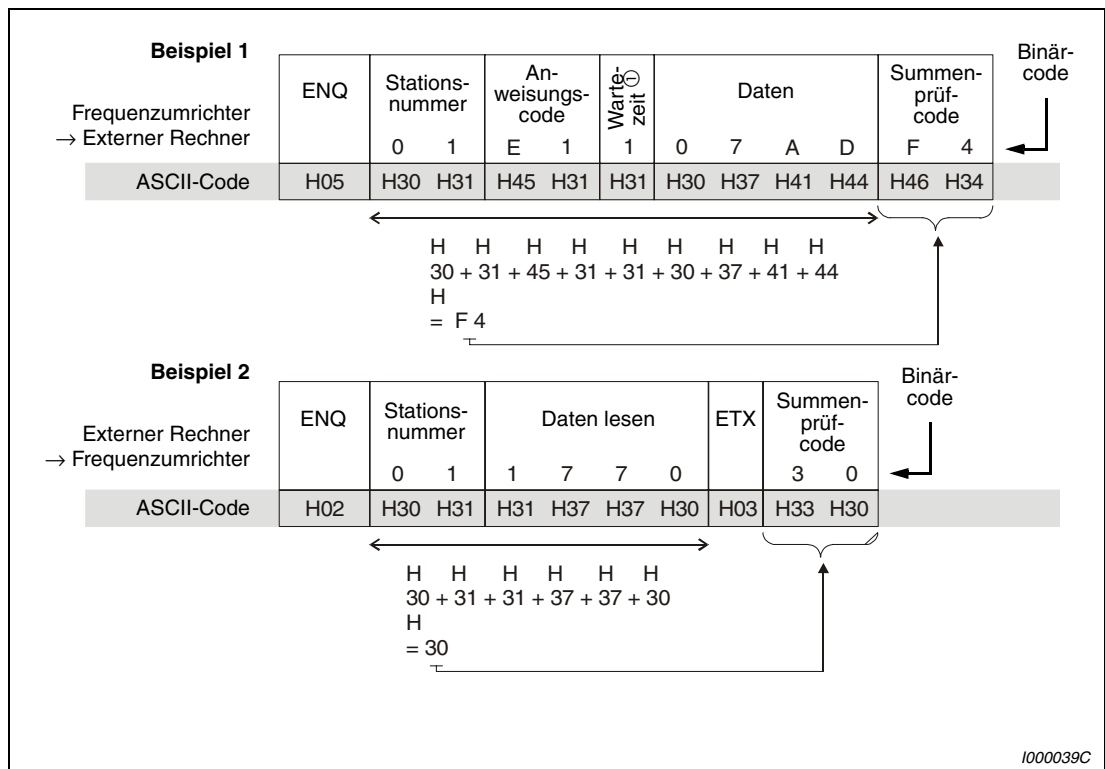 Beispiel 1
Frequenzumrichter
→ Externer Rechner
ENQ
Stations-
nummer
An-
weisungs-
code
Warte-
zeit ①
Daten
Summen-
prüf-
code
Binär-
code
0 1 E 1 1 0 7 A D F 4
ASCII-Code H05 H30 H31 H45 H31 H31 H30 H37 H41 H44 H46 H34
H H H H H H H H H
30 + 31 + 45 + 31 + 31 + 30 + 37 + 41 + 44
H
= F 4
Beispiel 2
Externer Rechner
→ Frequenzumrichter
ENQ
Stations-
nummer
Daten lesen
ETX
Summen-
prüf-
code
Binär-
code
0 1 1 7 7 0 3 0
ASCII-Code H02 H30 H31 H31 H37 H37 H30 H03 H33 H30
H H H H H H
30 + 31 + 31 + 37 + 37 + 30
H
= 30
I000039C